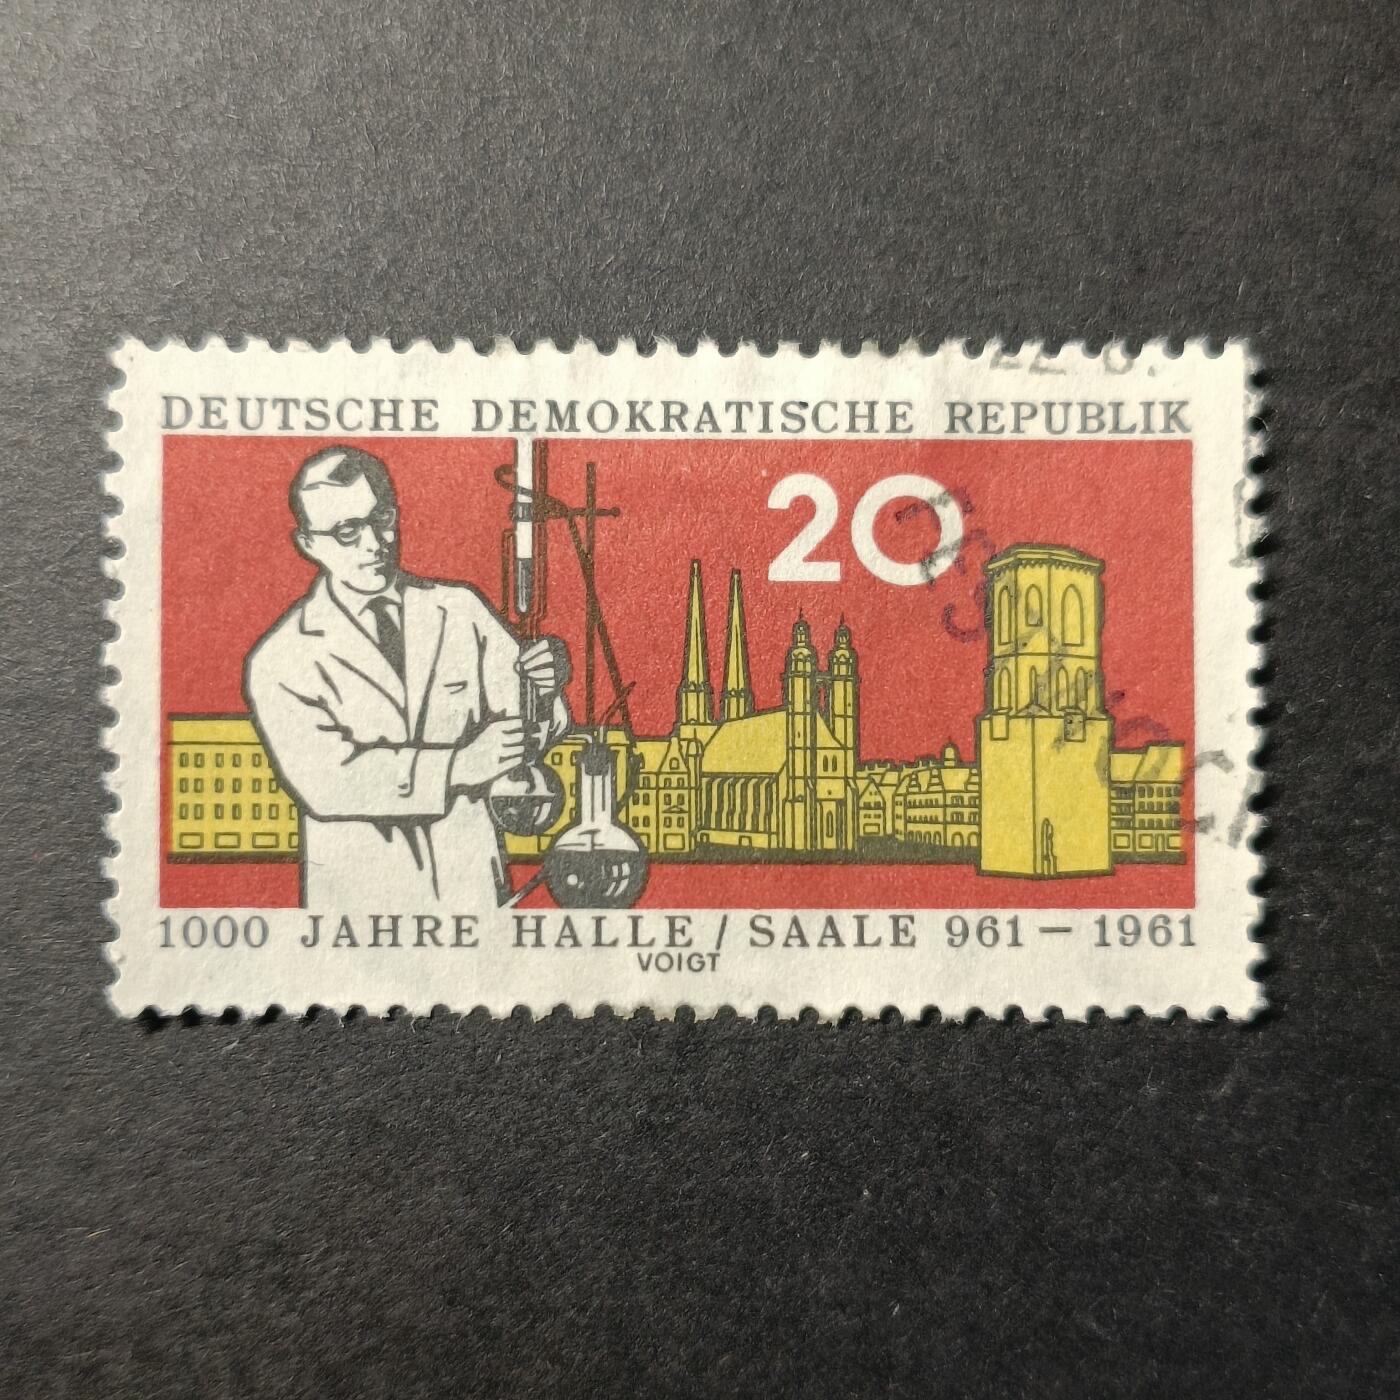 DEUTSCHE DEMOKRATISCHE REPUBLIK
20
1000 JAHRE HALLE / SAALE 961 – 1961
VOIGT